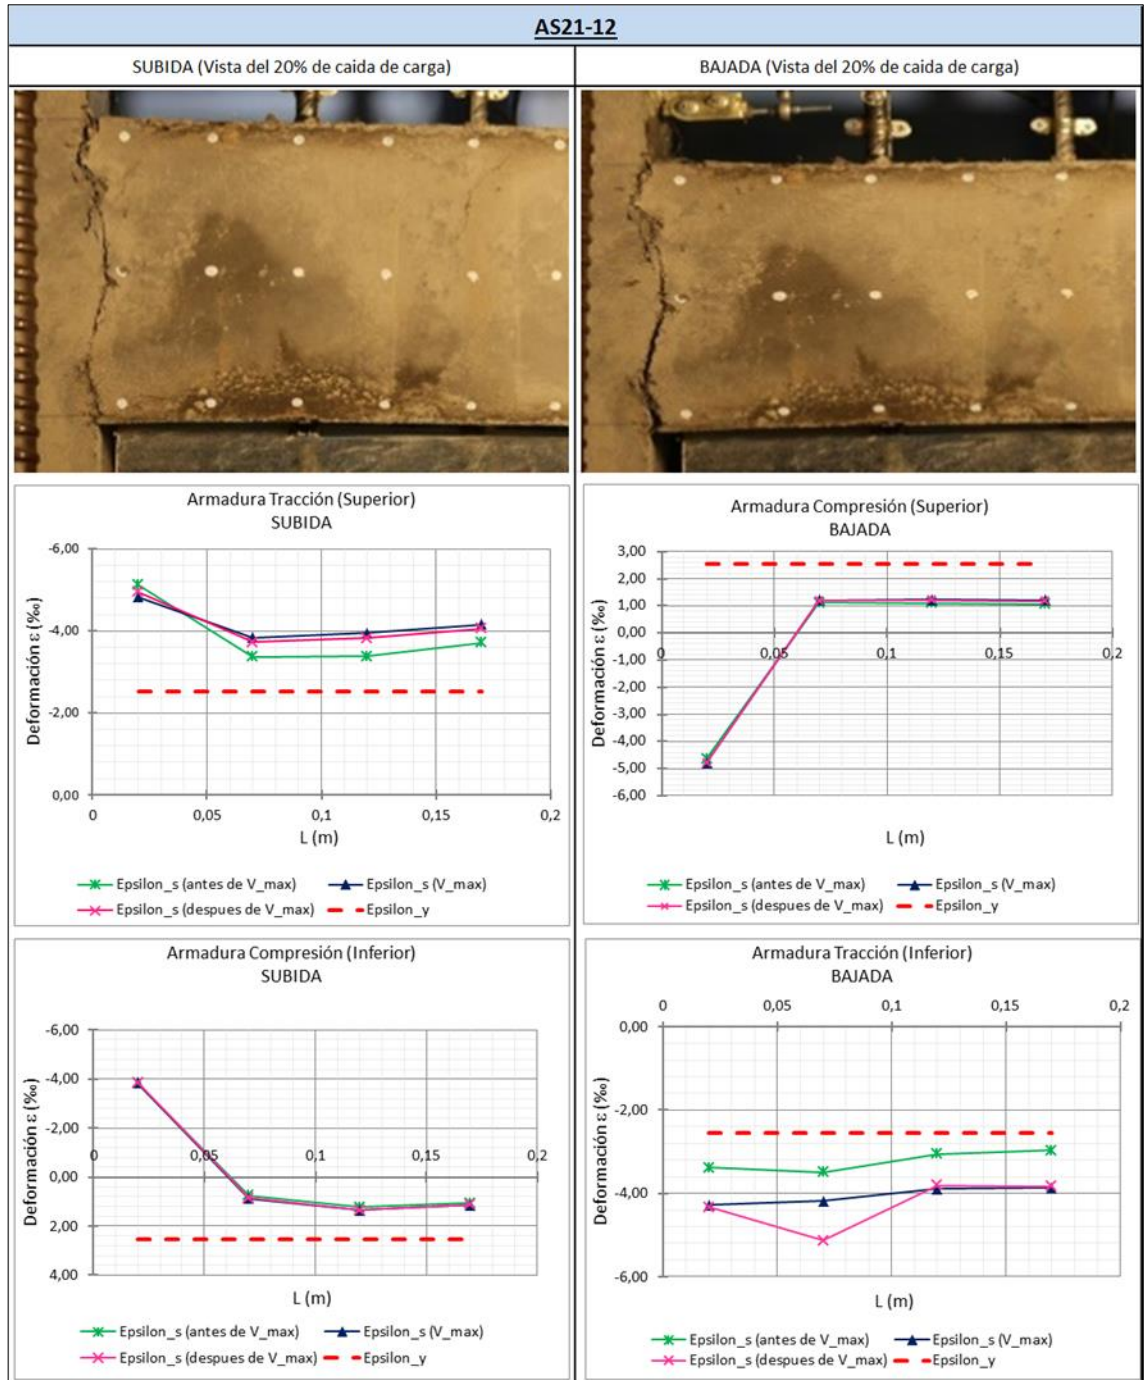 AS21-12
SUBIDA (Vista del 20% de caida de carga)
BAJADA (Vista del 20% de caida de carga)
Armadura Tracción (Superior)
SUBIDA
-6,00
-4,00
-2,00
0,00
0
0,05
0,1
0,15
0,2
Deformación ε (‰)
L (m)
Epsilon_s (antes de V_max)
Epsilon_s (V_max)
Epsilon_s (despues de V_max)
Epsilon_y
Armadura Compresión (Superior)
BAJADA
3,00
2,00
1,00
0,00
-1,00
-2,00
-3,00
-4,00
-5,00
-6,00
0
0,05
0,1
0,15
0,2
Deformación ε (‰)
L (m)
Epsilon_s (antes de V_max)
Epsilon_s (V_max)
Epsilon_s (despues de V_max)
Epsilon_y
Armadura Compresión (Inferior)
SUBIDA
-6,00
-4,00
-2,00
0,00
2,00
4,00
0
0,05
0,1
0,15
0,2
Deformación ε (‰)
L (m)
Epsilon_s (antes de V_max)
Epsilon_s (V_max)
Epsilon_s (despues de V_max)
Epsilon_y
Armadura Tracción (Inferior)
BAJADA
0
0,05
0,1
0,15
0,2
0,00
-2,00
-4,00
-6,00
Deformación ε (‰)
L (m)
Epsilon_s (antes de V_max)
Epsilon_s (V_max)
Epsilon_s (despues de V_max)
Epsilon_y